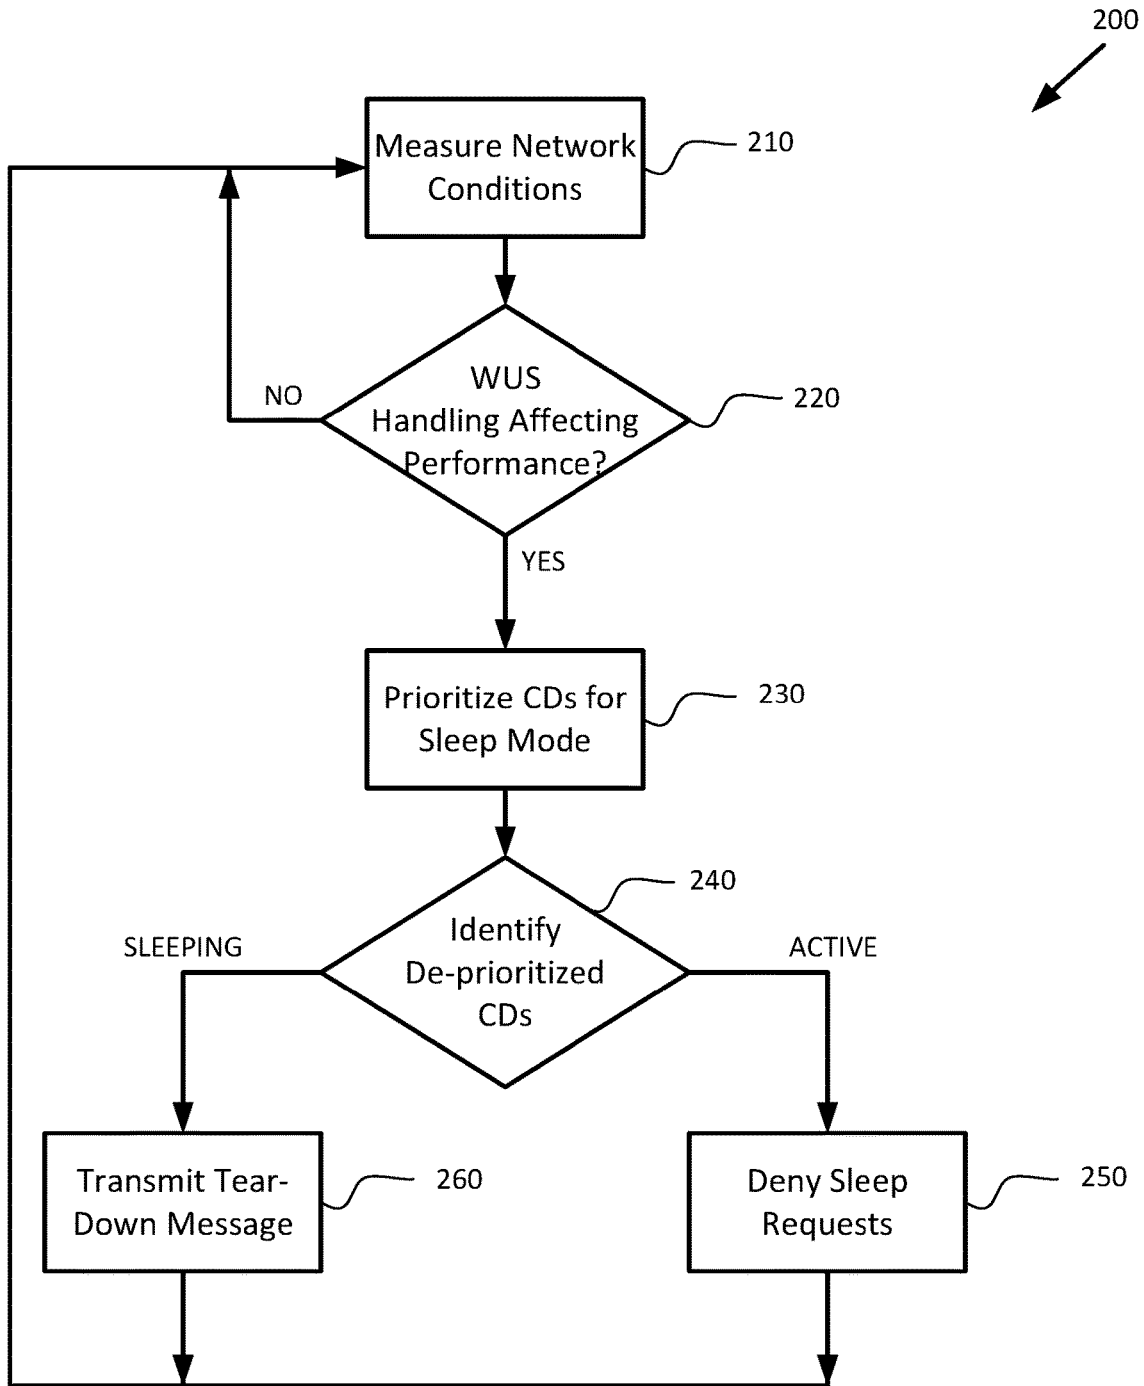 200
Measure Network
Conditions
210
WUS
Handling Affecting
Performance?
220
NO
YES
Prioritize CDs for
Sleep Mode
230
240
Identify
De-prioritized
CDs
SLEEPING
ACTIVE
Transmit Tear-
Down Message
260
Deny Sleep
Requests
250